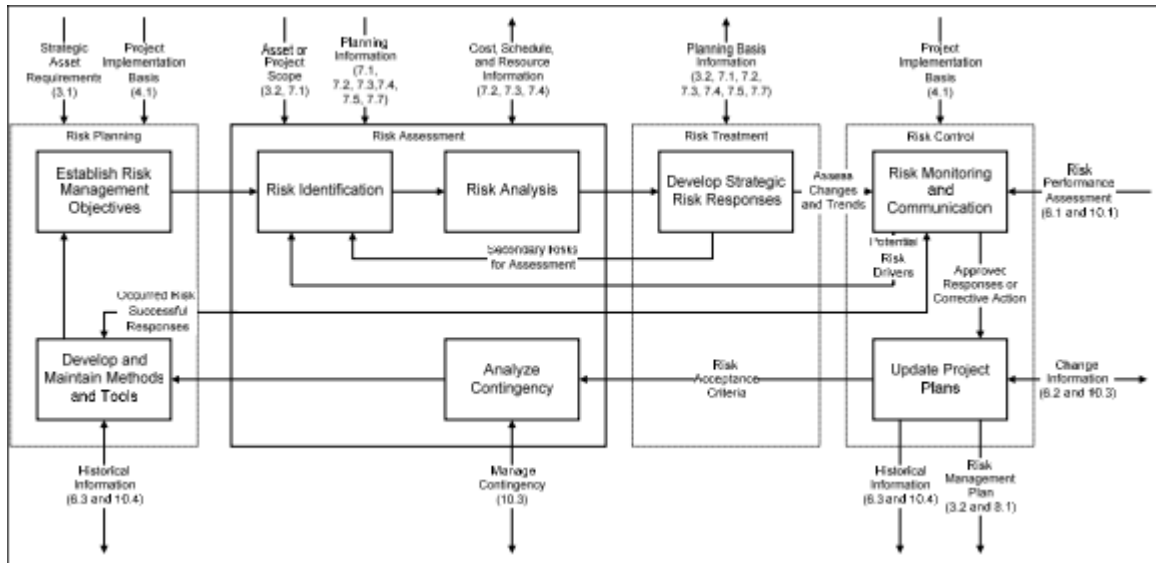 Strategic
Asset
Requirements
(3.1)
Project
Implementation
Basis
(4.1)
Asset or
Project
Scope
(3.2, 7.1)
Planning
Information
(7.1,
7.2, 7.3,7.4,
7.5, 7.7)
Cost, Schedule,
and Resource
Information
(7.2, 7.3, 7.4)
Planning Basis
Information
(3.2, 7.1, 7.2,
7.3, 7.4, 7.5, 7.7)
Project
Implementation
Basis
(4.1)
Risk Planning
Risk Assessment
Risk Treatment
Risk Control
Establish Risk
Management
Objectives
Risk Identification
Risk Analysis
Develop Strategic
Risk Responses
Assess
Changes
and Trends
Risk Monitoring
and
Communication
Risk
Performance
Assessment
(6.1 and 10.1)
Secondary Risks
for Assessment
Potential
Risk
Drivers
Approved
Responses or
Corrective Action
Occurred Risk
Successful
Responses
Develop and
Maintain Methods
and Tools
Analyze
Contingency
Risk
Acceptance
Criteria
Update Project
Plans
Change
Information
(6.2 and 10.3)
Historical
Information
(6.3 and 10.4)
Manage
Contingency
(10.3)
Historical
Information
(6.3 and 10.4)
Risk
Management
Plan
(3.2 and 8.1)